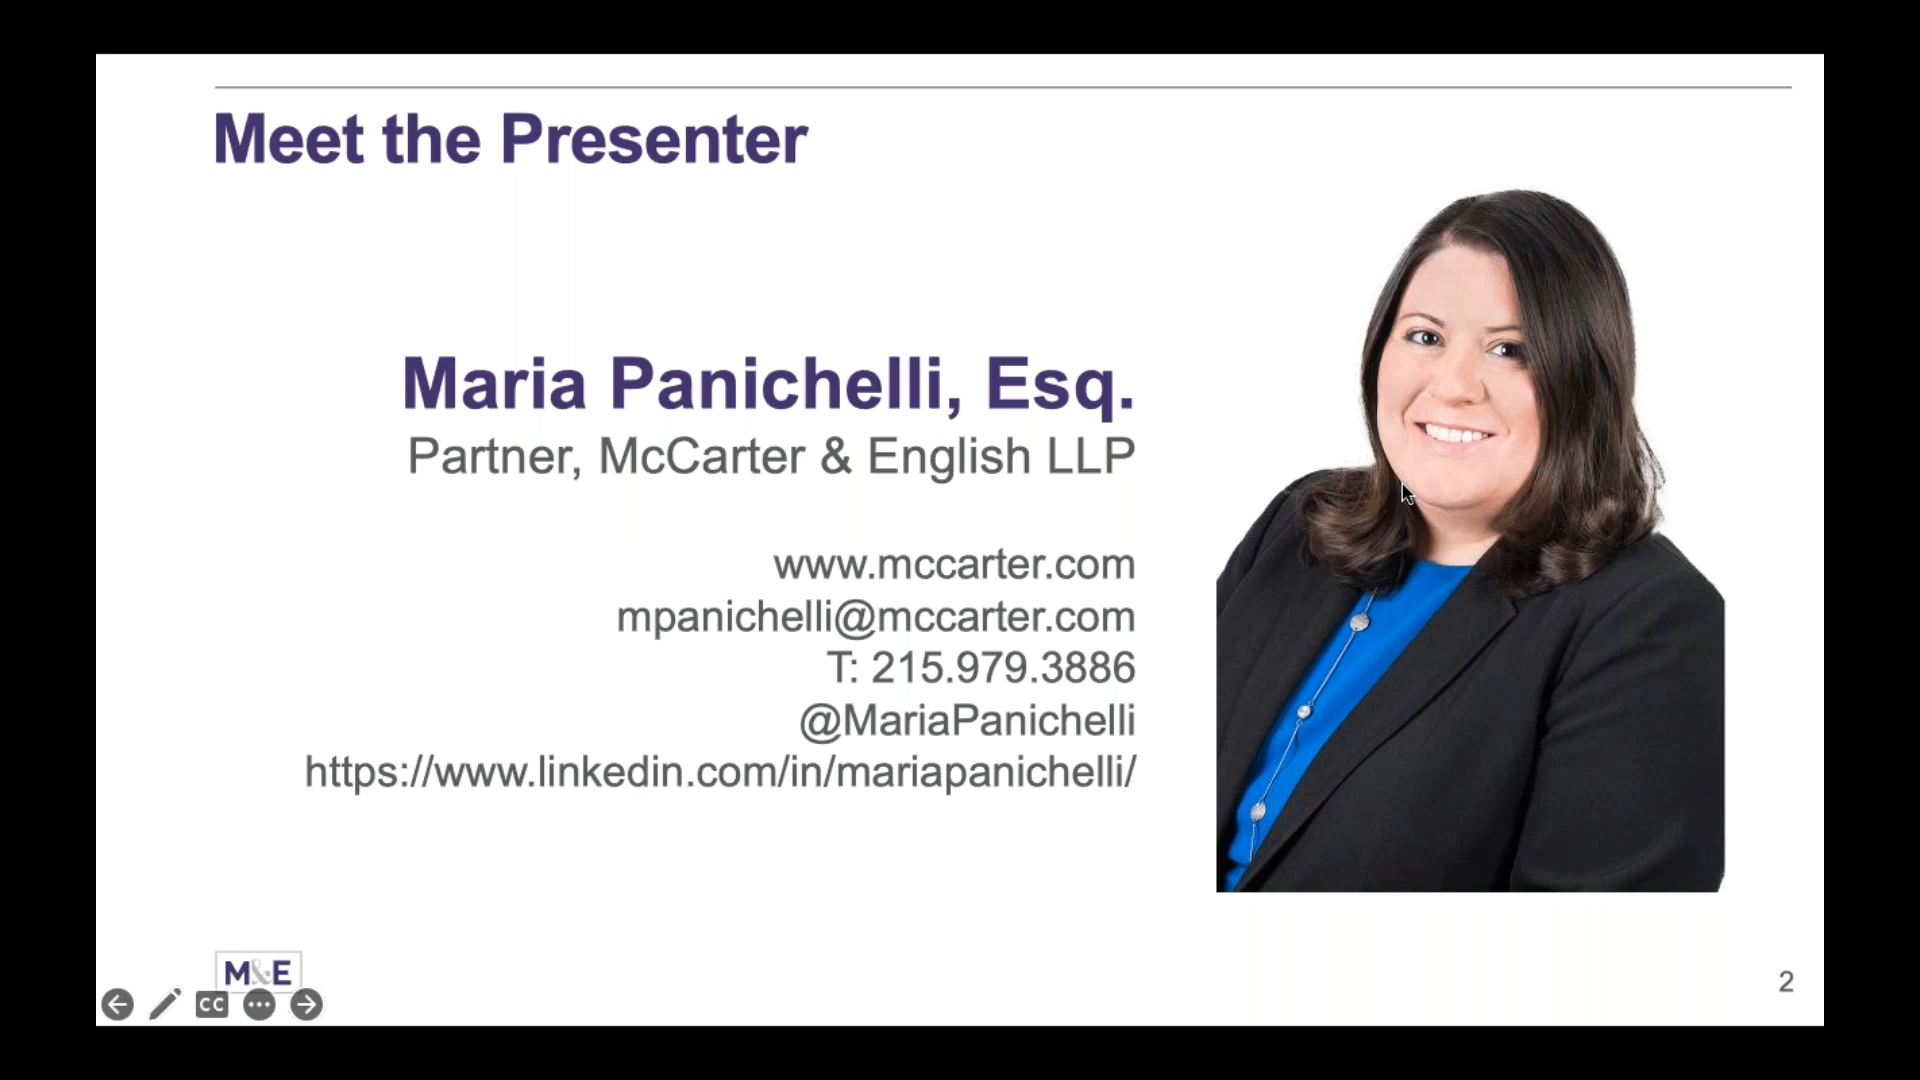 Meet the Presenter
Maria Panichelli, Esq.
Partner, McCarter & English LLP
www.mccarter.com
mpanichelli@mccarter.com
T: 215.979.3886
@MariaPanichelli
https://www.linkedin.com/in/mariapanichelli/
M&E
CC
2